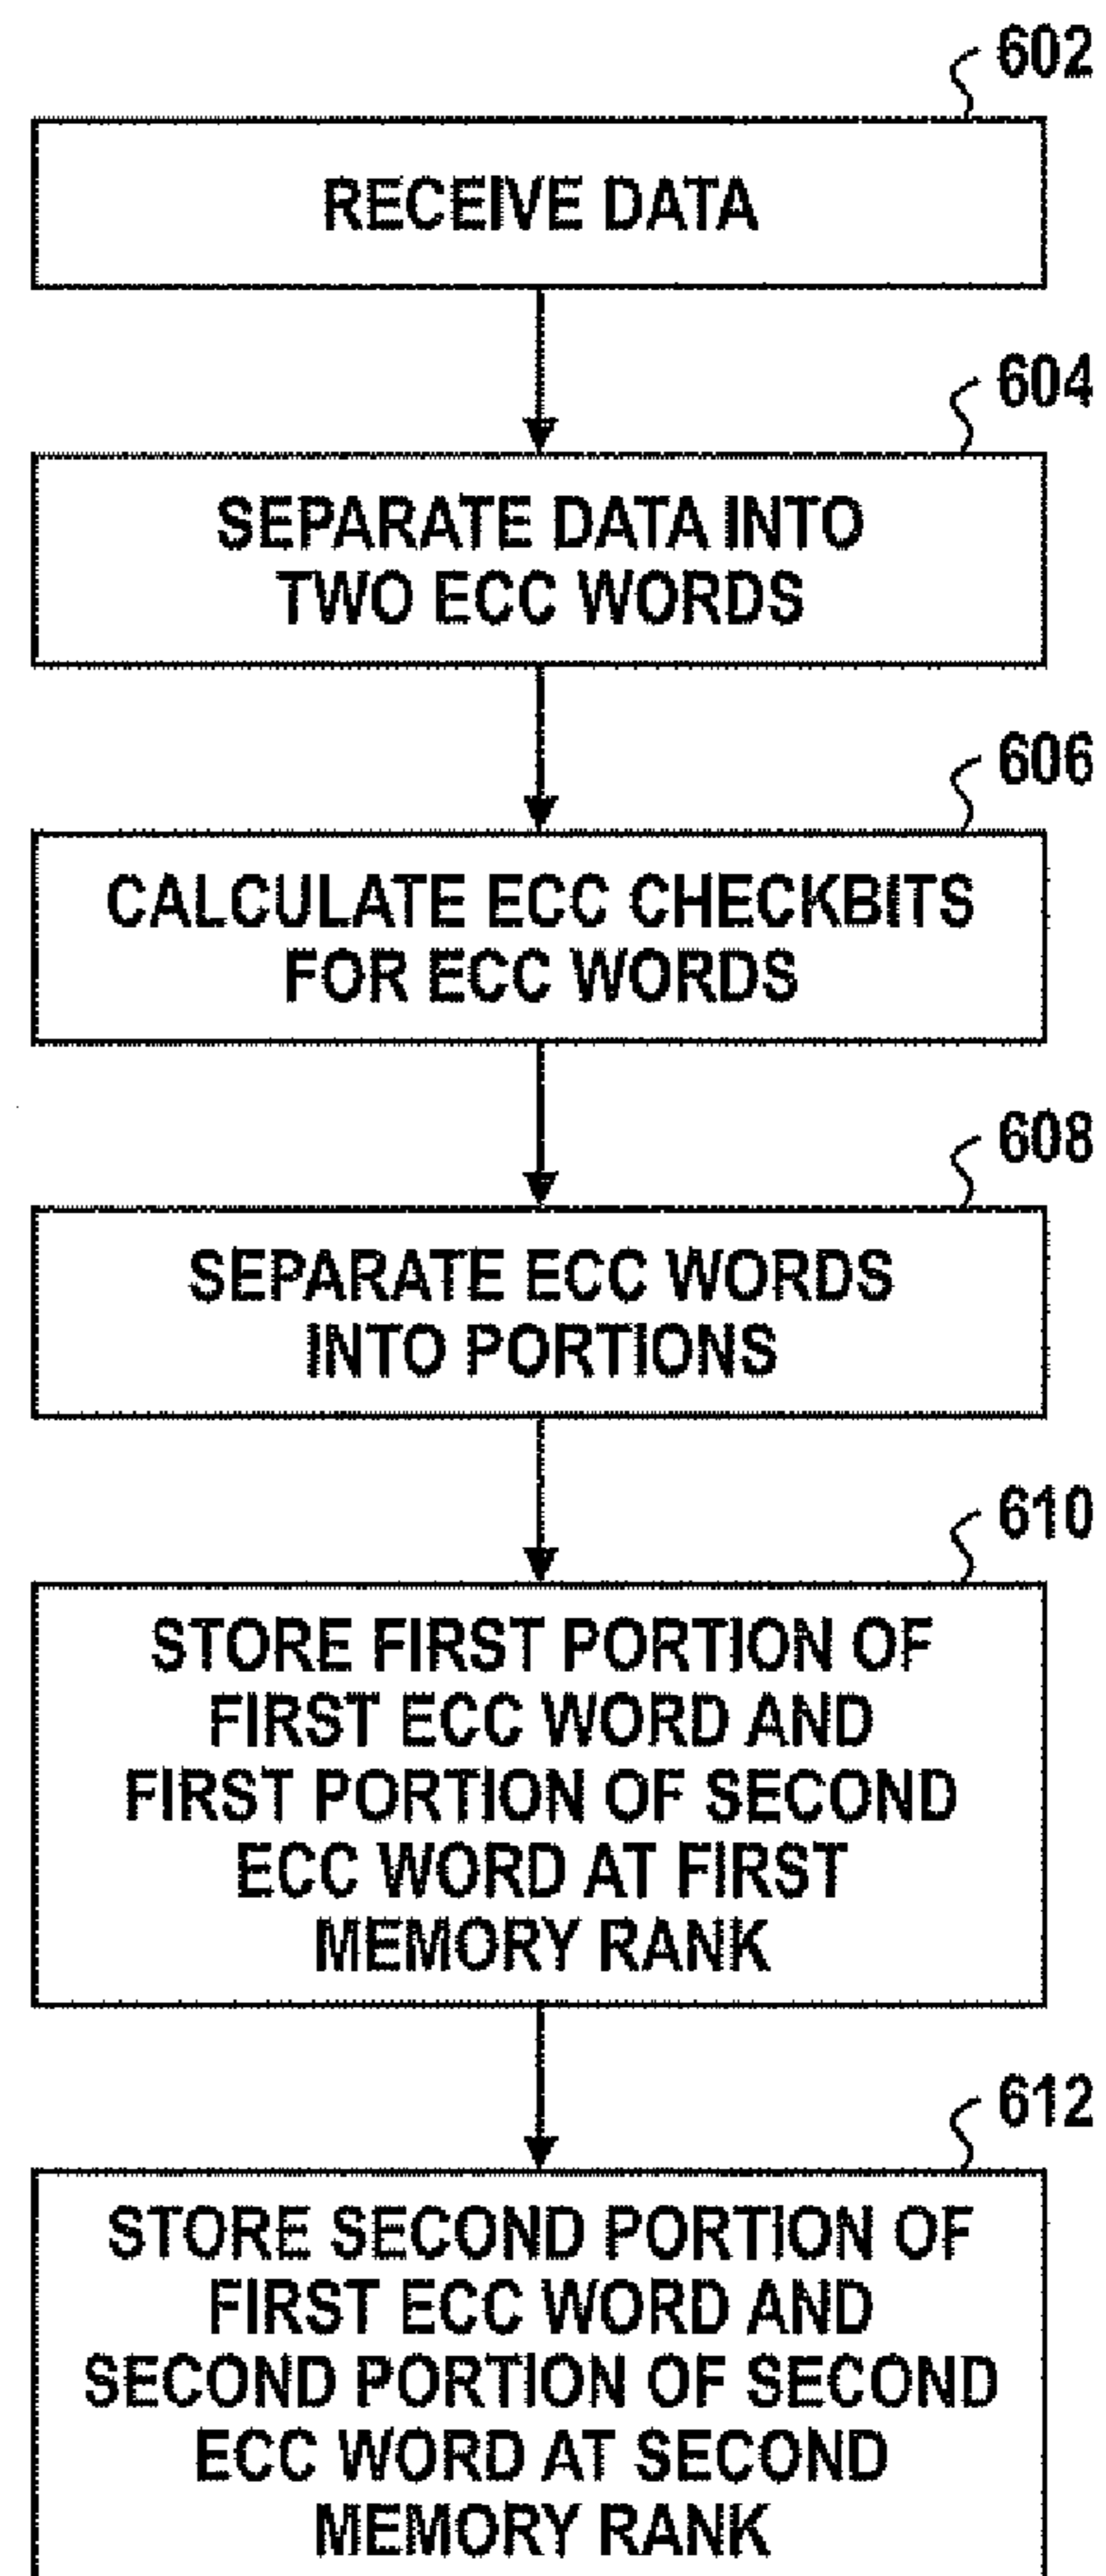 602
RECEIVE DATA
604
SEPARATE DATA INTO
TWO ECC WORDS
606
CALCULATE ECC CHECKBITS
FOR ECC WORDS
608
SEPARATE ECC WORDS
INTO PORTIONS
610
STORE FIRST PORTION OF
FIRST ECC WORD AND
FIRST PORTION OF SECOND
ECC WORD AT FIRST
MEMORY RANK
612
STORE SECOND PORTION OF
FIRST ECC WORD AND
SECOND PORTION OF SECOND
ECC WORD AT SECOND
MEMORY RANK